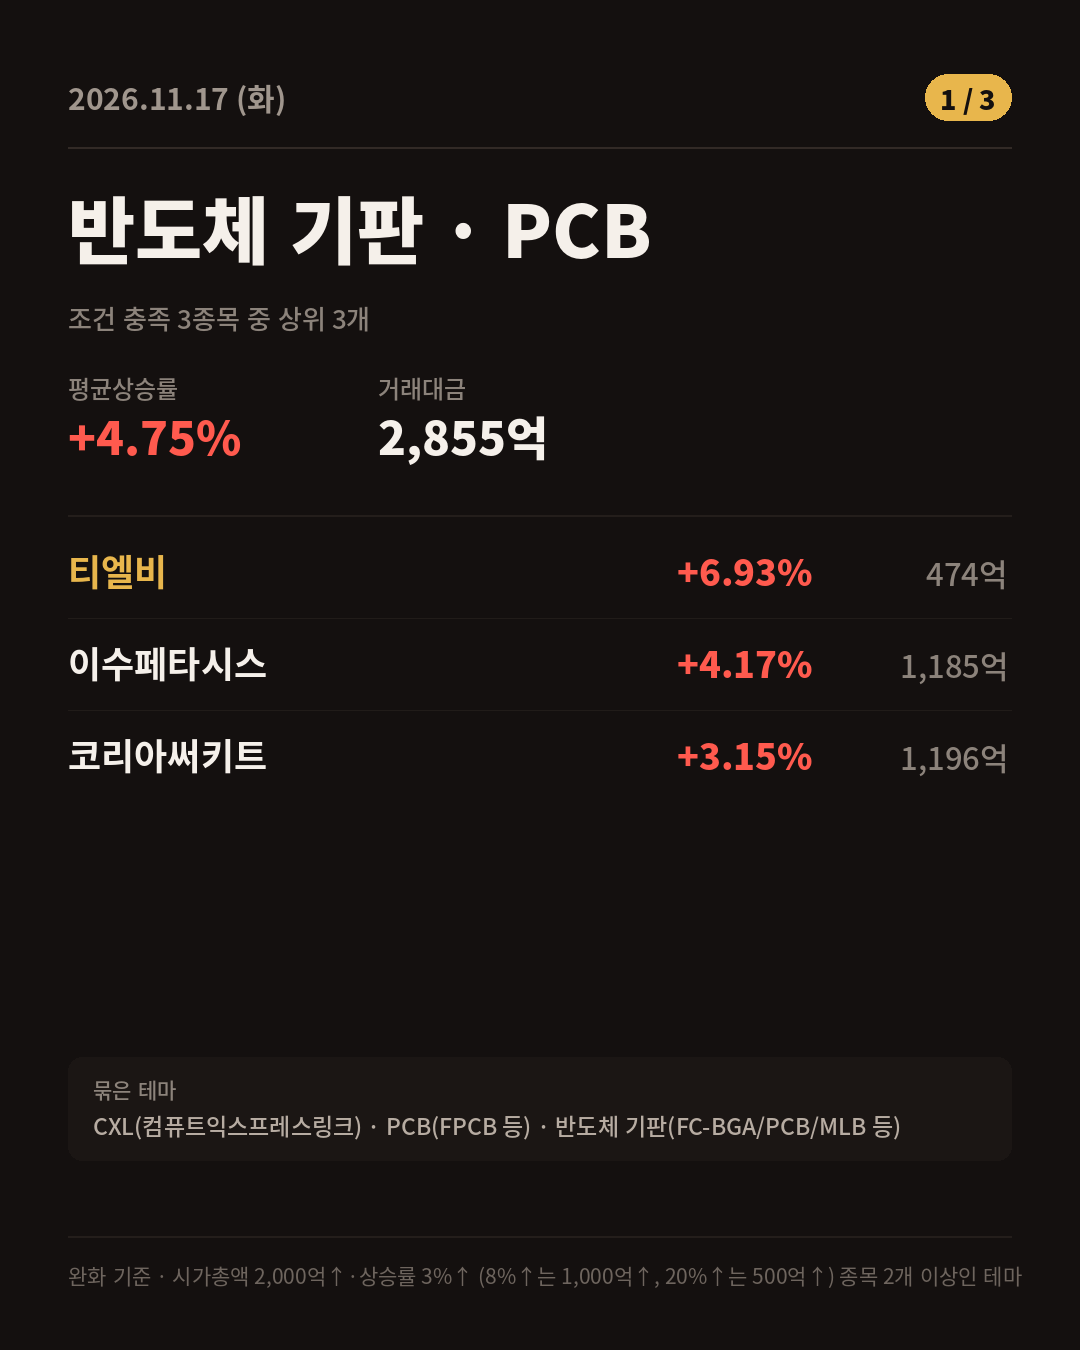 2026.11.17 (화)
1 / 3
반도체 기판 · PCB
조건 충족 3종목 중 상위 3개
평균상승률 거래대금
+4.75% 2,855억
티엘비 +6.93% 474억
이수페타시스 +4.17% 1,185억
코리아써키트 +3.15% 1,196억
묶은 테마
CXL(컴퓨트익스프레스링크) · PCB(FPCB 등) · 반도체 기판(FC-BGA/PCB/MLB 등)
완화 기준 · 시가총액 2,000억↑·상승률 3%↑ (8%↑는 1,000억↑, 20%↑는 500억↑) 종목 2개 이상인 테마